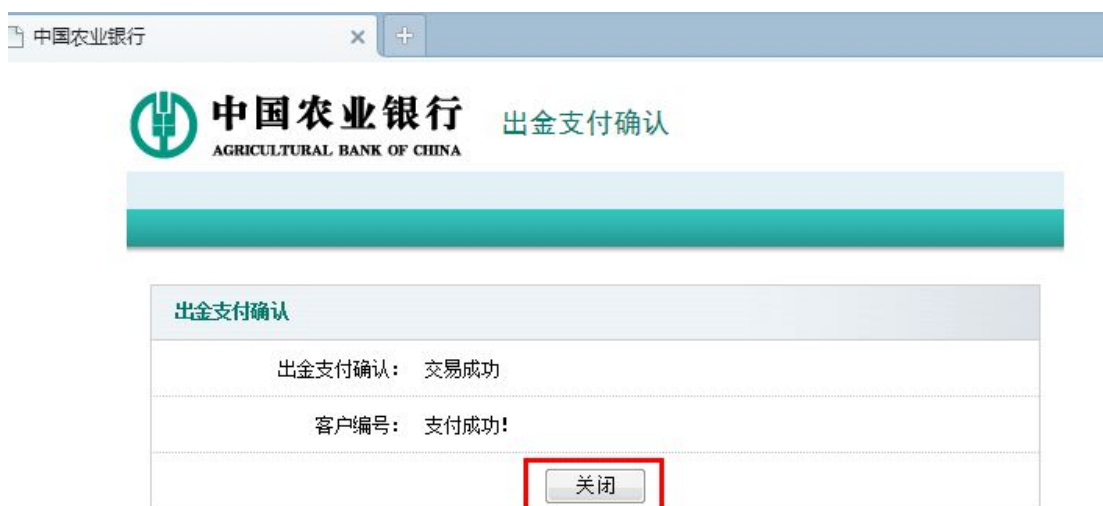 中国农业银行
中国农业银行 出金支付确认
AGRICULTURAL BANK OF CHINA
出金支付确认
出金支付确认： 交易成功
客户编号： 支付成功!
关闭